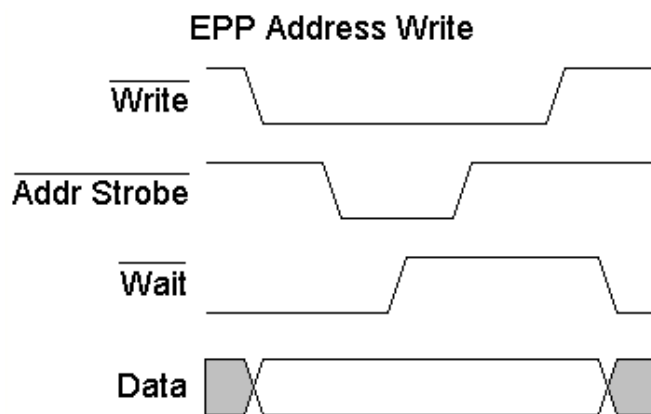 EPP Address Write
Write
Addr Strobe
Wait
Data